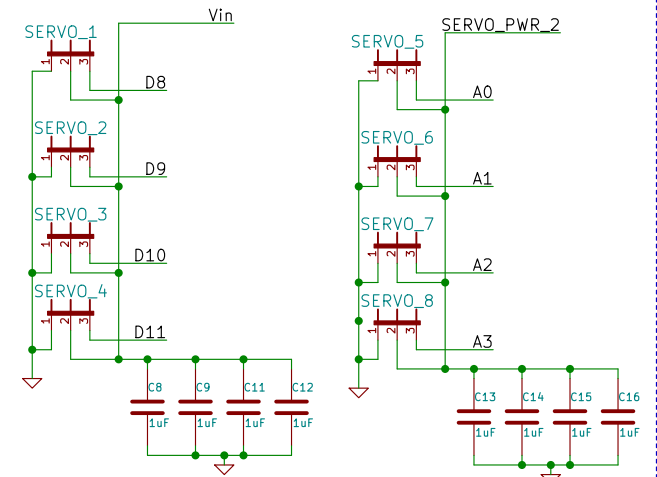 Vin
SERVO_1
1 2 3
D8
SERVO_2
1 2 3
D9
SERVO_3
1 2 3
D10
SERVO_4
1 2 3
D11
C8 C9 C11 C12
1uF 1uF 1uF 1uF
SERVO_PWR_2
SERVO_5
1 2 3
A0
SERVO_6
1 2 3
A1
SERVO_7
1 2 3
A2
SERVO_8
1 2 3
A3
C13 C14 C15 C16
1uF 1uF 1uF 1uF